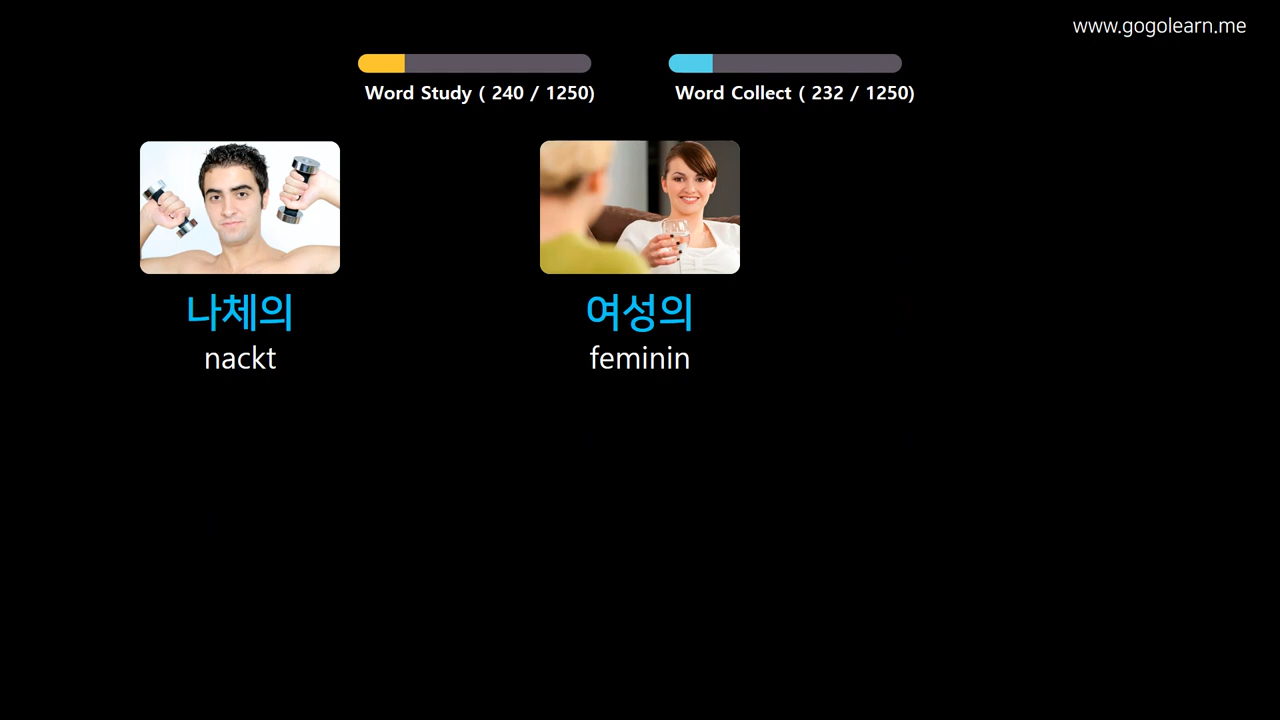 www.gogolearn.me
Word Study ( 240 / 1250)
Word Collect ( 232 / 1250)
나체의
nackt
여성의
feminin